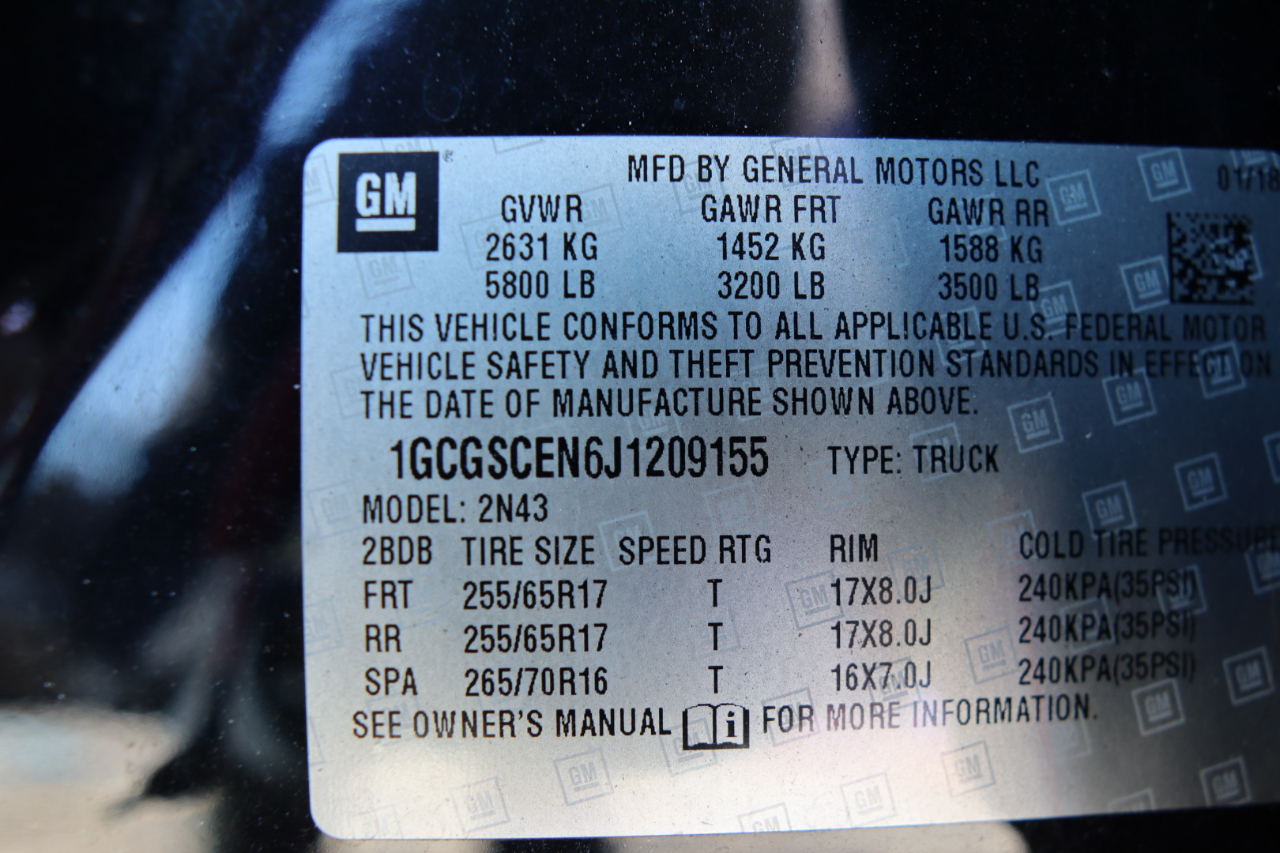 GM MFD BY GENERAL MOTORS LLC 01/18
GVWR GAWR FRT GAWR RR
2631 KG 1452 KG 1588 KG
5800 LB 3200 LB 3500 LB
THIS VEHICLE CONFORMS TO ALL APPLICABLE U.S. FEDERAL MOTOR
VEHICLE SAFETY AND THEFT PREVENTION STANDARDS IN EFFECT ON
THE DATE OF MANUFACTURE SHOWN ABOVE.
1GCGSCEN6J1209155 TYPE: TRUCK
MODEL: 2N43
2BDB TIRE SIZE SPEED RTG RIM COLD TIRE PRESSURE
FRT 255/65R17 T 17X8.0J 240KPA(35PSI)
RR 255/65R17 T 17X8.0J 240KPA(35PSI)
SPA 265/70R16 T 16X7.0J 240KPA(35PSI)
SEE OWNER'S MANUAL i FOR MORE INFORMATION.